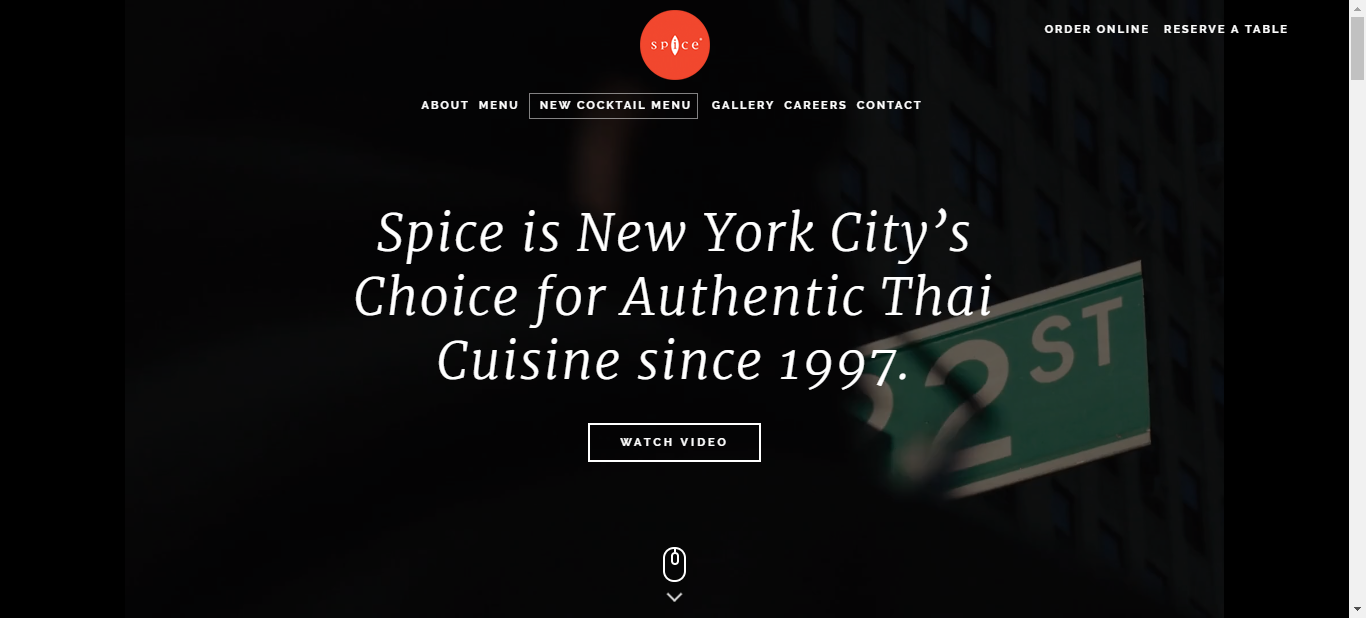 spice
ORDER ONLINE RESERVE A TABLE
ABOUT MENU NEW COCKTAIL MENU GALLERY CAREERS CONTACT
Spice is New York City’s
Choice for Authentic Thai
Cuisine since 1997.
2 ST
WATCH VIDEO